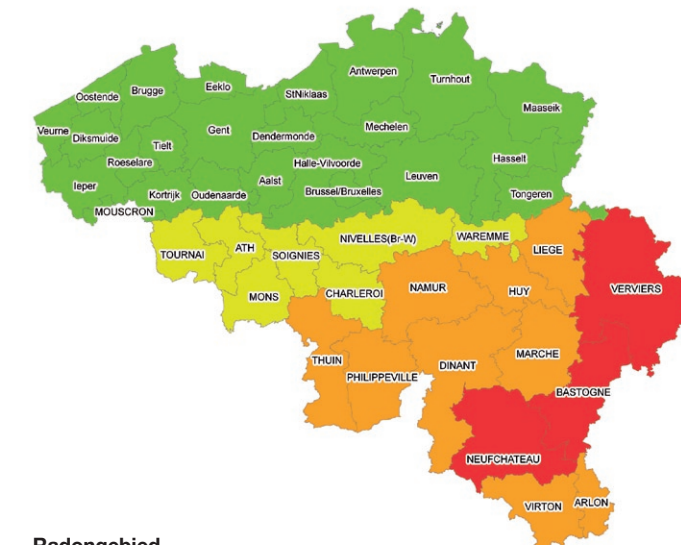 Antwerpen
Turnhout
Eeklo
Brugge
Oostende
StNiklaas
Maaseik
Veurne
Diksmuide
Gent
Mechelen
Dendermonde
Tielt
Roeselare
Halle-Vilvoorde
Hasselt
Leuven
Aalst
Ieper
Kortrijk
Oudenaarde
Brussel/Bruxelles
Tongeren
MOUSCRON
NIVELLES(Br-W)
WAREMME
ATH
TOURNAI
SOIGNIES
LIEGE
NAMUR
HUY
VERVIERS
MONS
CHARLEROI
MARCHE
THUIN
DINANT
PHILIPPEVILLE
BASTOGNE
NEUFCHATEAU
VIRTON
ARLON